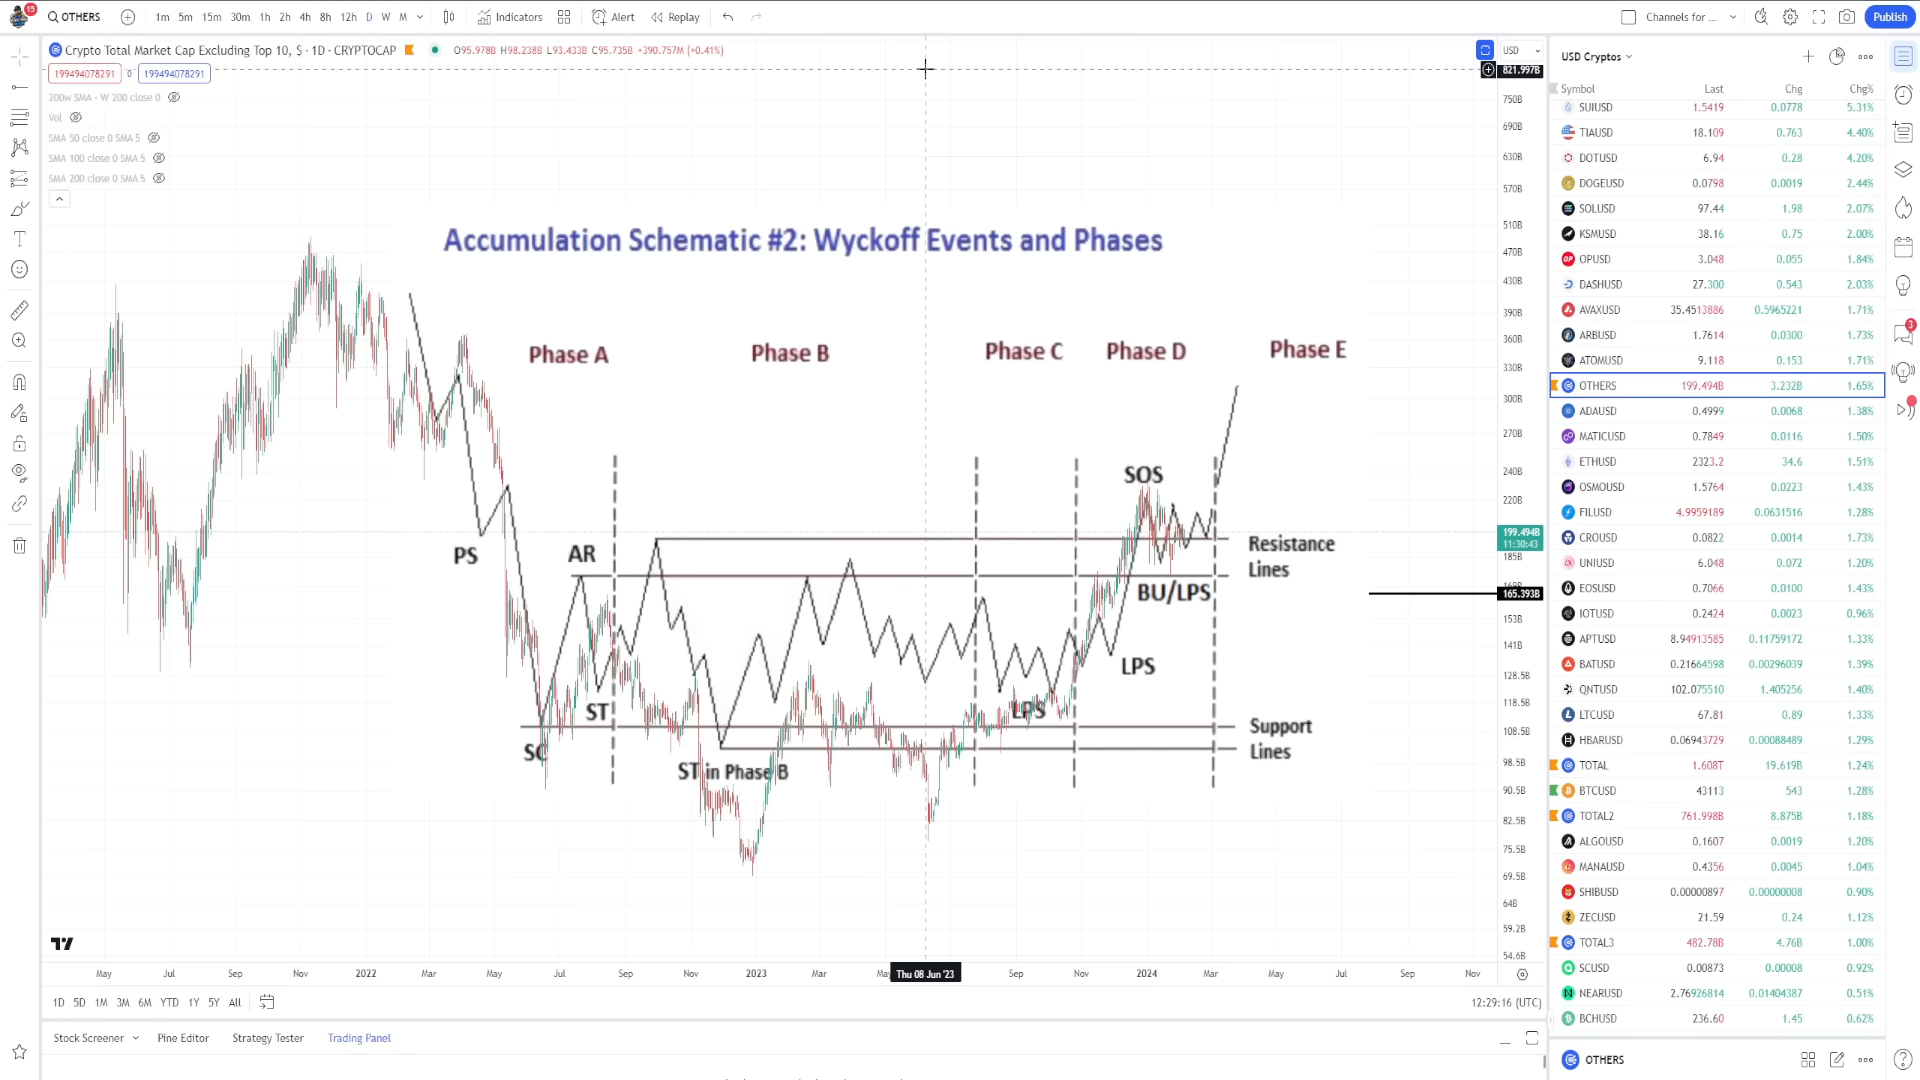 15
OTHERS
1m 5m 15m 30m 1h 2h 4h 8h 12h D W M
Indicators
Alert
Replay
Channels for ...
Publish
Crypto Total Market Cap Excluding Top 10, $ · 1D · CRYPTOCAP
O95.978B H98.238B L93.433B C95.735B +390.757M (+0.41%)
USD
199494078291 0 199494078291
200w SMA - W 200 close 0
Vol
SMA 50 close 0 SMA 5
SMA 100 close 0 SMA 5
SMA 200 close 0 SMA 5
Accumulation Schematic #2: Wyckoff Events and Phases
Phase A
Phase B
Phase C
Phase D
Phase E
SOS
PS
AR
Resistance
Lines
BU/LPS
LPS
ST
LPS
SC
ST in Phase B
Support
Lines
821.997B
750B
690B
630B
570B
510B
470B
430B
390B
360B
330B
300B
270B
240B
220B
199.494B
11:30:43
185B
165.393B
153B
141B
128.5B
118.5B
108.5B
98.5B
90.5B
82.5B
75.5B
69.5B
64B
59.2B
54.6B
May Jul Sep Nov 2022 Mar May Jul Sep Nov 2023 Mar Thu 08 Jun '23 Sep Nov 2024 Mar May Jul Sep Nov
1D 5D 1M 3M 6M YTD 1Y 5Y All
12:29:16 (UTC)
Stock Screener
Pine Editor
Strategy Tester
Trading Panel
USD Cryptos
Symbol Last Chg Chg%
SUIUSD 1.5419 0.0778 5.31%
TIAUSD 18.109 0.763 4.40%
DOTUSD 6.94 0.28 4.20%
DOGEUSD 0.0798 0.0019 2.44%
SOLUSD 97.44 1.98 2.07%
KSMUSD 38.16 0.75 2.00%
OPUSD 3.048 0.055 1.84%
DASHUSD 27.300 0.543 2.03%
AVAXUSD 35.4513886 0.5965221 1.71%
ARBUSD 1.7614 0.0300 1.73%
ATOMUSD 9.118 0.153 1.71%
OTHERS 199.494B 3.232B 1.65%
ADAUSD 0.4999 0.0068 1.38%
MATICUSD 0.7849 0.0116 1.50%
ETHUSD 2323.2 34.6 1.51%
OSMOUSD 1.5764 0.0223 1.43%
FILUSD 4.9959189 0.0631516 1.28%
CROUSD 0.0822 0.0014 1.73%
UNIUSD 6.048 0.072 1.20%
EOSUSD 0.7066 0.0100 1.43%
IOTUSD 0.2424 0.0023 0.96%
APTUSD 8.94913585 0.11759172 1.33%
BATUSD 0.21664598 0.00296039 1.39%
QNTUSD 102.075510 1.405256 1.40%
LTCUSD 67.81 0.89 1.33%
HBARUSD 0.06943729 0.00088489 1.29%
TOTAL 1.608T 19.619B 1.24%
BTCUSD 43113 543 1.28%
TOTAL2 761.998B 8.875B 1.18%
ALGOUSD 0.1607 0.0019 1.20%
MANAUSD 0.4356 0.0045 1.04%
SHIBUSD 0.00000897 0.00000008 0.90%
ZECUSD 21.59 0.24 1.12%
TOTAL3 482.78B 4.76B 1.00%
SCUSD 0.00873 0.00008 0.92%
NEARUSD 2.76926814 0.01404387 0.51%
BCHUSD 236.60 1.45 0.62%
OTHERS
3